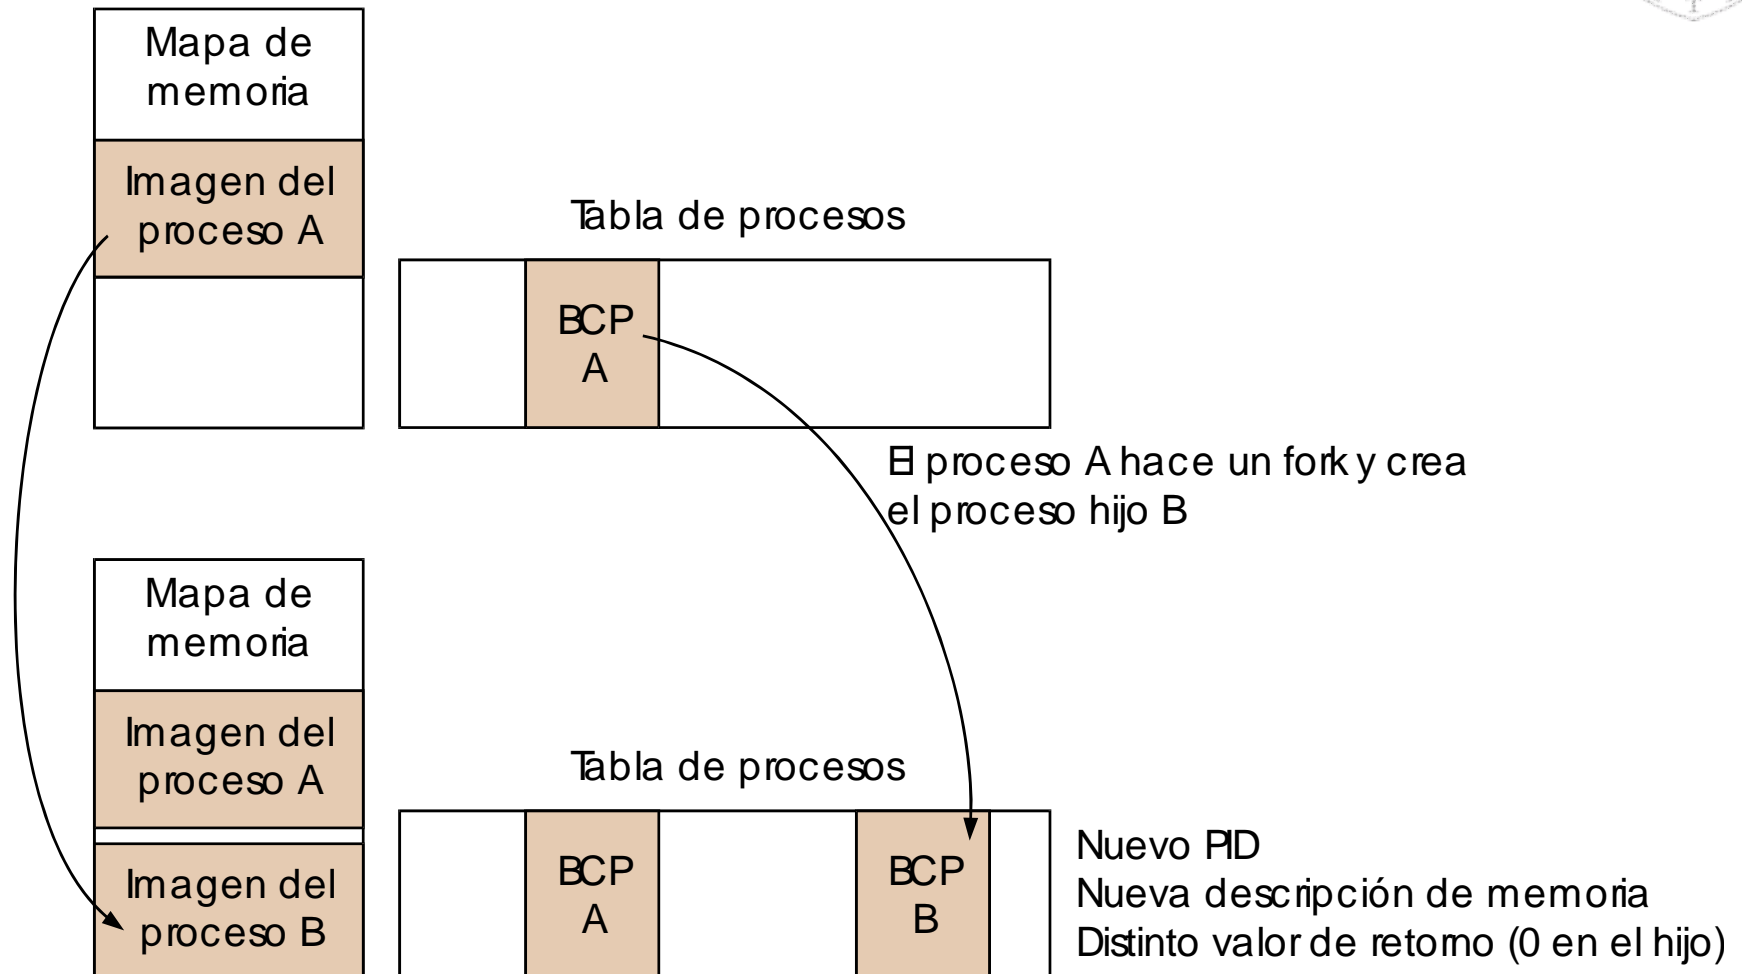 Mapa de
memoria
Imagen del
proceso A
Tabla de procesos
BCP
A
El proceso A hace un fork y crea
el proceso hijo B
Mapa de
memoria
Imagen del
proceso A
Tabla de procesos
Imagen del
proceso B
BCP
A
BCP
B
Nuevo PID
Nueva descripción de memoria
Distinto valor de retorno (0 en el hijo)